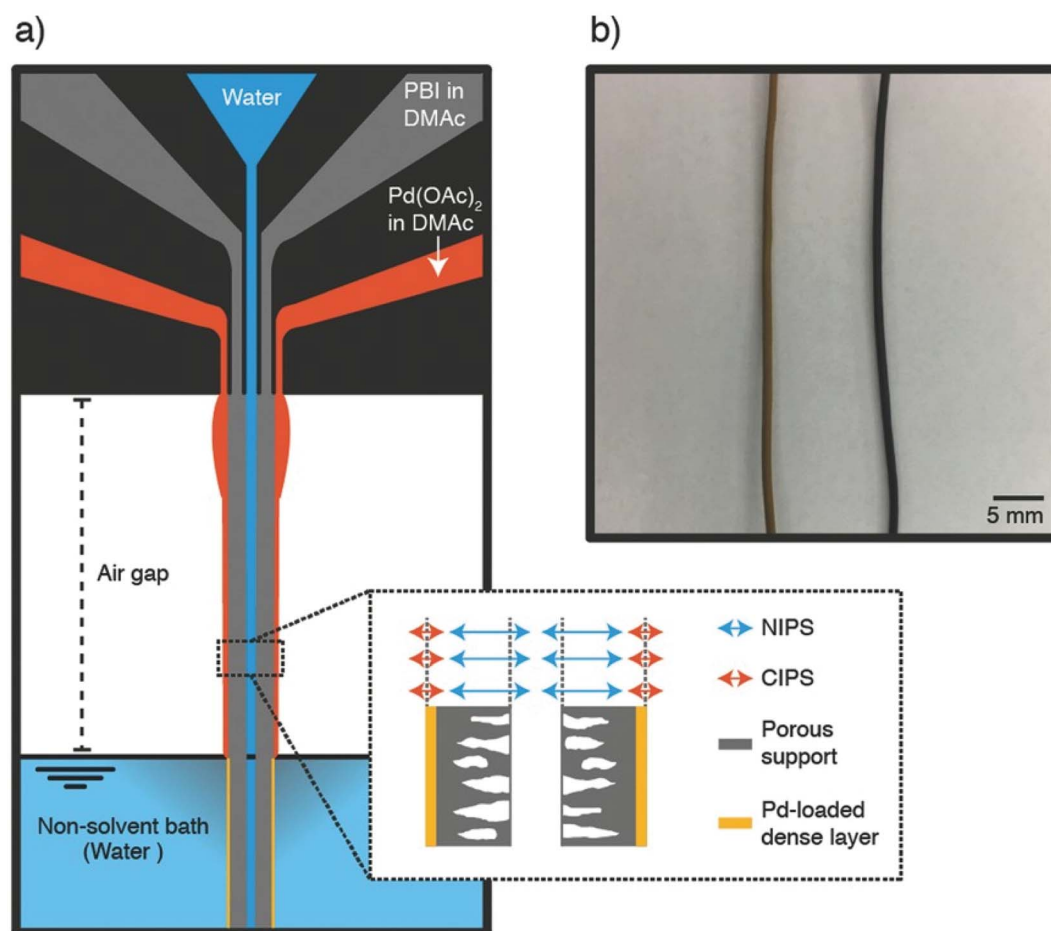 a)
Water
PBI in
DMAc
Pd(OAc)₂
in DMAc
Air gap
Non-solvent bath
(Water )
b)
5 mm
NIPS
CIPS
Porous
support
Pd-loaded
dense layer